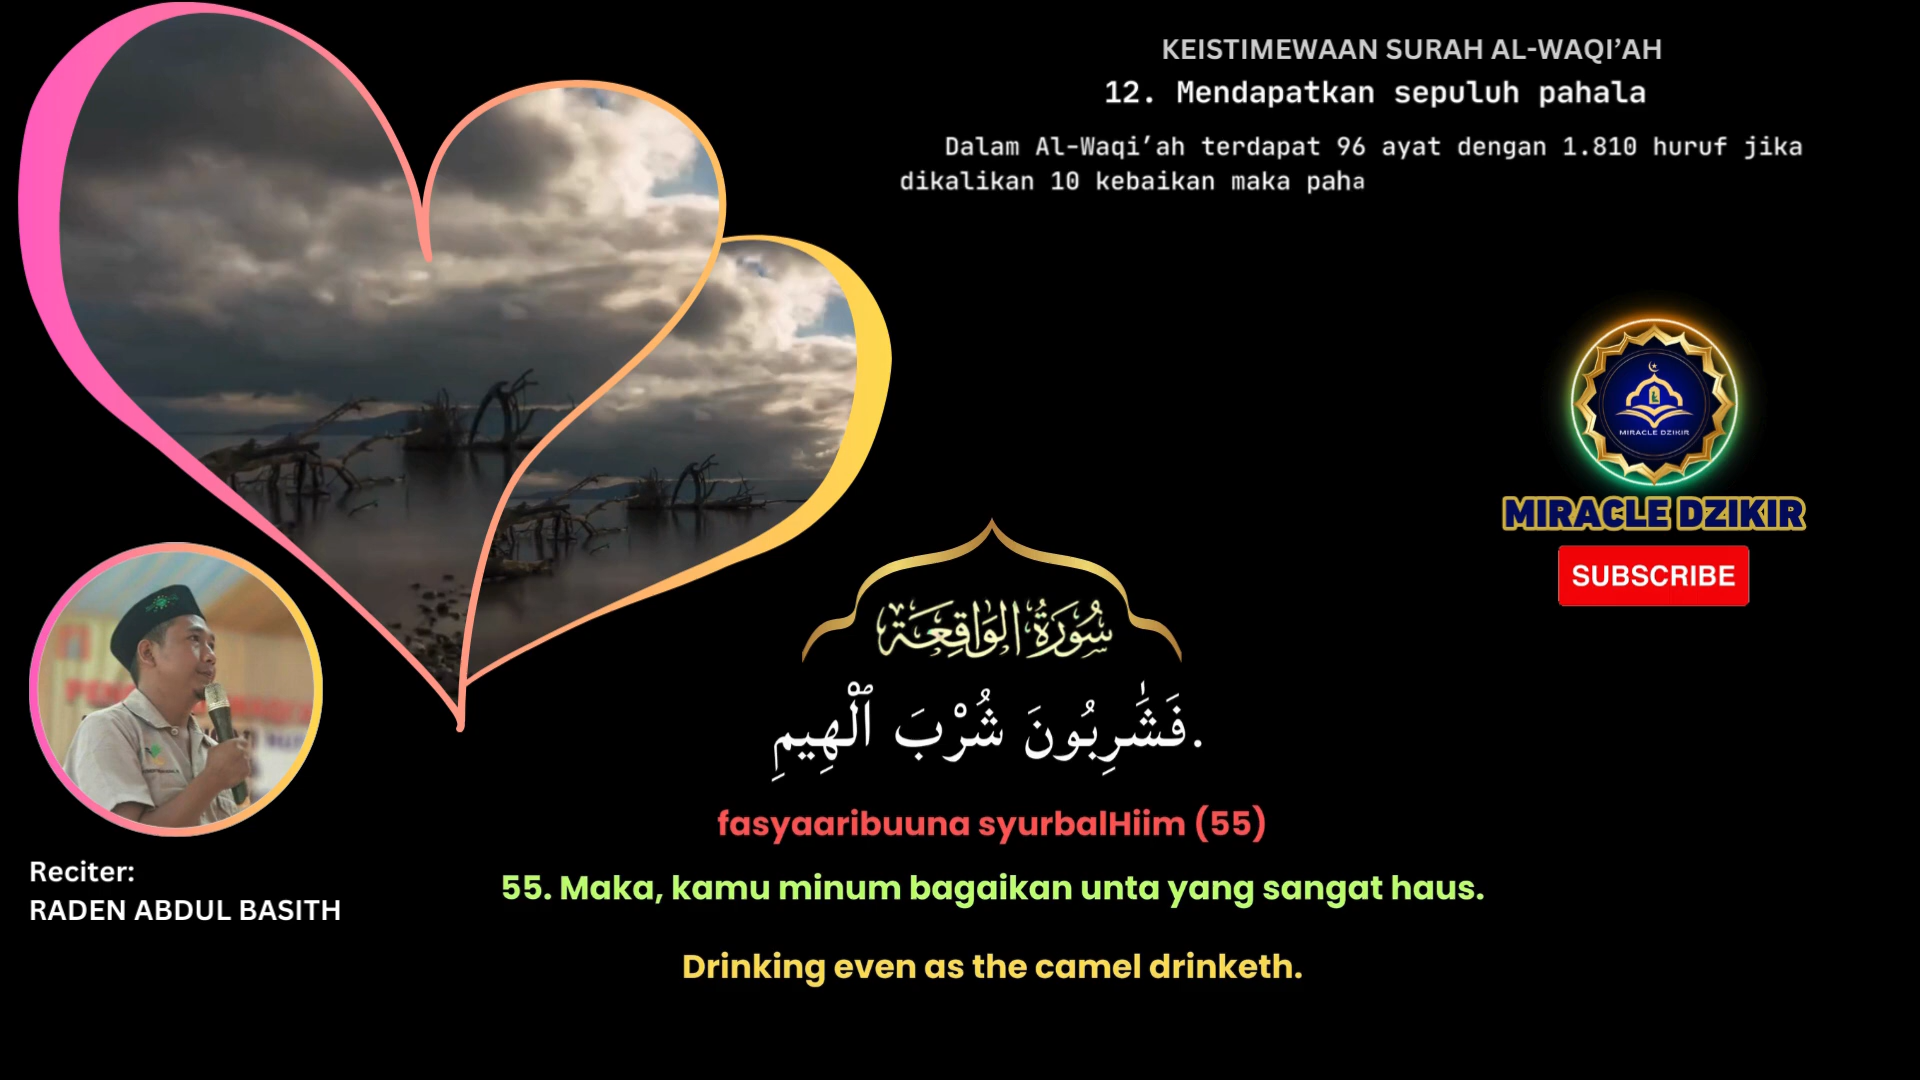 KEISTIMEWAAN SURAH AL-WAQI’AH
12. Mendapatkan sepuluh pahala
Dalam Al-Waqi’ah terdapat 96 ayat dengan 1.810 huruf jika
dikalikan 10 kebaikan maka paha
MIRACLE DZIKIR
MIRACLE DZIKIR
SUBSCRIBE
سُورَةُ الوَاقِعَة
فَشَٰرِبُونَ شُرْبَ ٱلْهِيمِ.
fasyaaribuuna syurbalHiim (55)
55. Maka, kamu minum bagaikan unta yang sangat haus.
Drinking even as the camel drinketh.
Reciter:
RADEN ABDUL BASITH